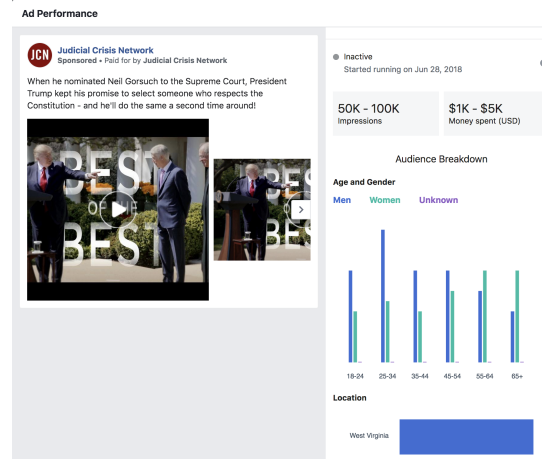 Ad Performance
JCN
Judicial Crisis Network
Sponsored • Paid for by Judicial Crisis Network
When he nominated Neil Gorsuch to the Supreme Court, President
Trump kept his promise to select someone who respects the
Constitution - and he'll do the same a second time around!
BEST
OF THE
BEST
BEST
BES
Inactive
Started running on Jun 28, 2018
50K - 100K
Impressions
$1K - $5K
Money spent (USD)
Audience Breakdown
Age and Gender
Men Women Unknown
18-24 25-34 35-44 45-54 55-64 65+
Location
West Virginia